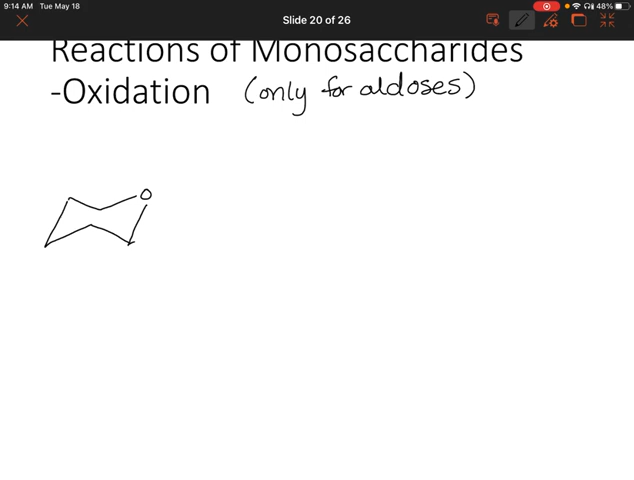 9:14 AM Tue May 18 48%
Slide 20 of 26
Reactions of Monosaccharides
-Oxidation (only for aldoses)
O